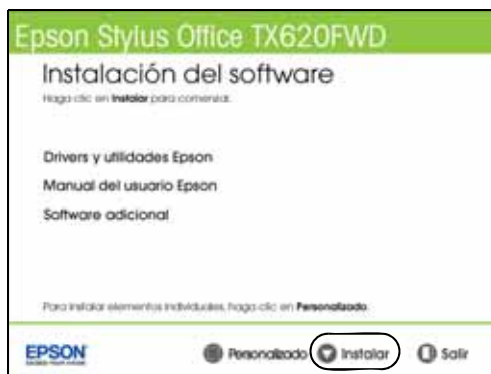 Epson Stylus Office TX620FWD
Instalación del software
Haga clic en Instalar para comenzar.
Drivers y utilidades Epson
Manual del usuario Epson
Software adicional
Para instalar elementos individuales, haga clic en Personalizado.
EPSON
Personalizado Instalar Salir